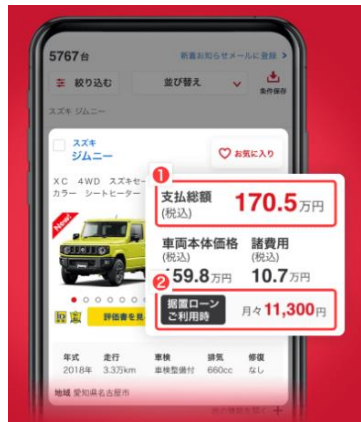 5767台
新着お知らせメールに登録 >
絞り込む
並び替え
条件保存
スズキ ジムニー
スズキ
ジムニー
お気に入り
XC 4WD スズキセー
カラー シートヒーター
New!
1
支払総額
(税込)
170.5万円
車両本体価格
(税込)
諸費用
(税込)
159.8万円
10.7万円
2
据置ローン
ご利用時
月々 11,300円
評価書を見
年式 走行 車検 排気 修復
2018年 3.3万km 車検整備付 660cc なし
地域 愛知県名古屋市